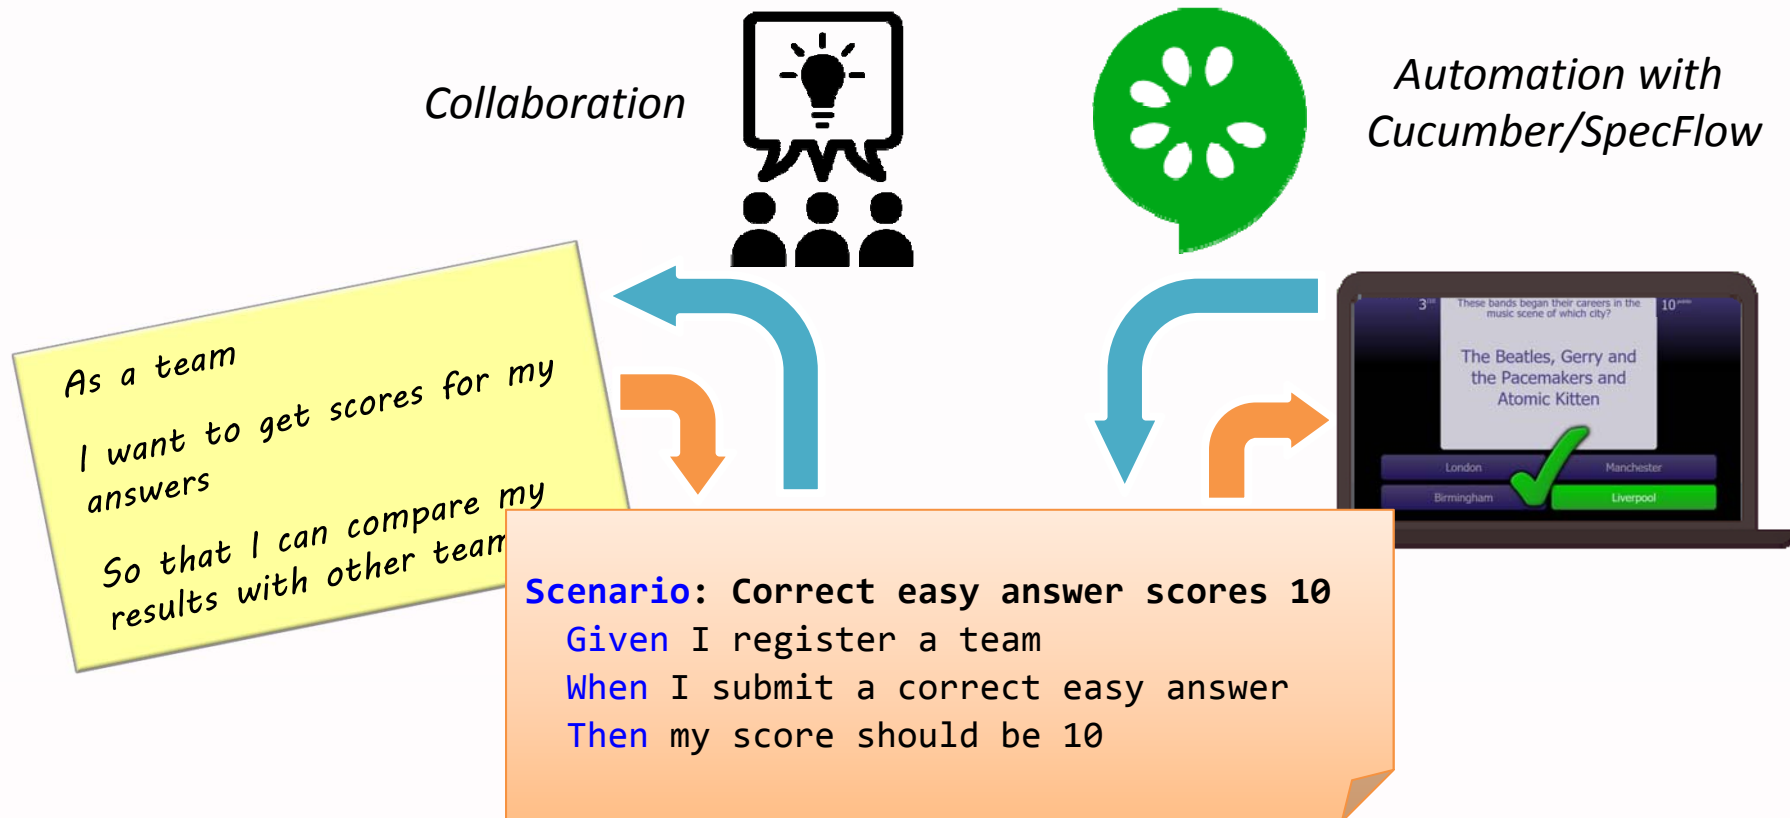 Collaboration
Automation with
Cucumber/SpecFlow
As a team
I want to get scores for my
answers
So that I can compare my
results with other team
3
These bands began their careers in the
music scene of which city?
10
The Beatles, Gerry and
the Pacemakers and
Atomic Kitten
London
Manchester
Birmingham
Liverpool
Scenario: Correct easy answer scores 10
Given I register a team
When I submit a correct easy answer
Then my score should be 10